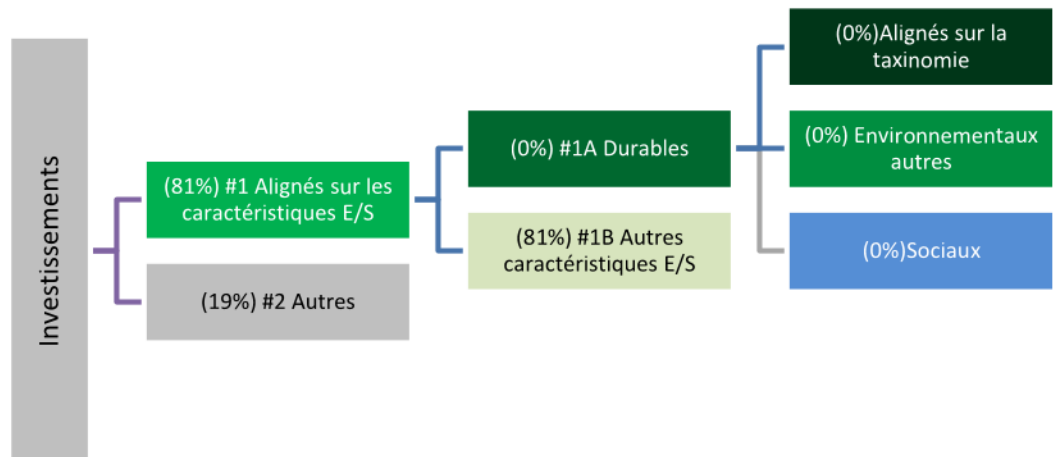 Investissements
(81%) #1 Alignés sur les
caractéristiques E/S
(19%) #2 Autres
(0%) #1A Durables
(81%) #1B Autres
caractéristiques E/S
(0%)Alignés sur la
taxinomie
(0%) Environnementaux
autres
(0%)Sociaux